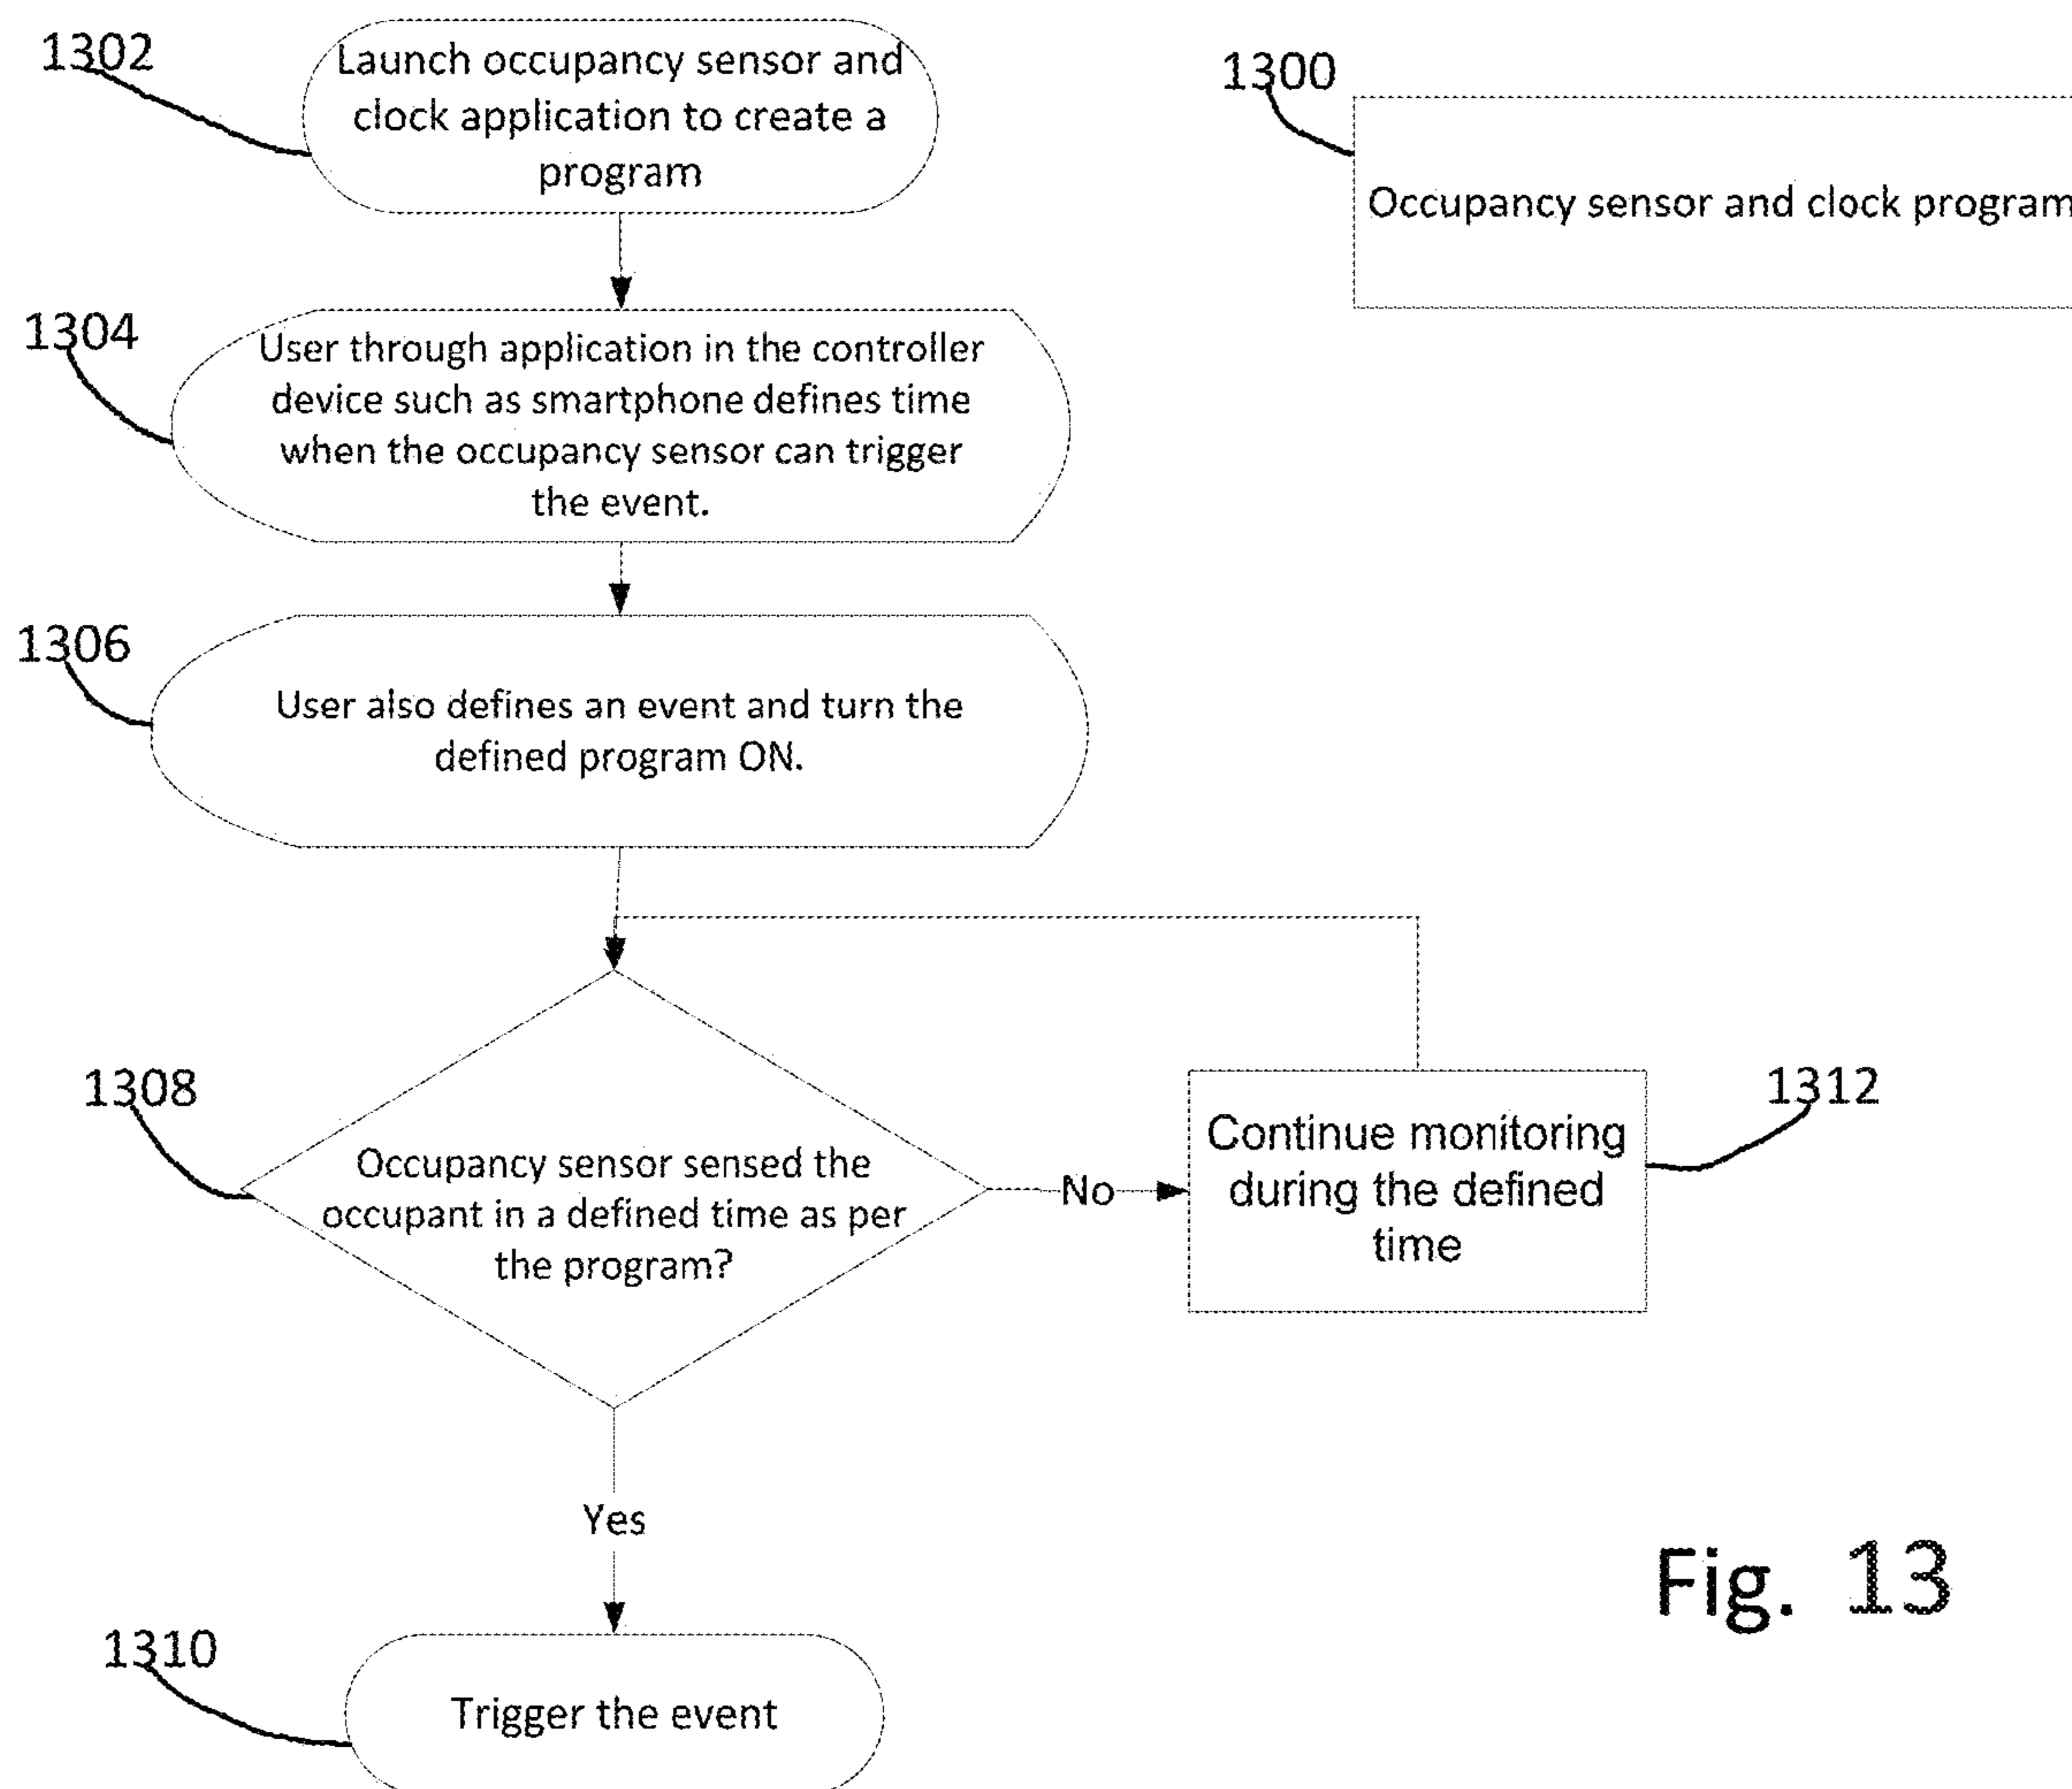 1302
Launch occupancy sensor and
clock application to create a
program
1300
Occupancy sensor and clock program
1304
User through application in the controller
device such as smartphone defines time
when the occupancy sensor can trigger
the event.
1306
User also defines an event and turn the
defined program ON.
1308
Occupancy sensor sensed the
occupant in a defined time as per
the program?
No
1312
Continue monitoring
during the defined
time
Yes
1310
Trigger the event
Fig. 13